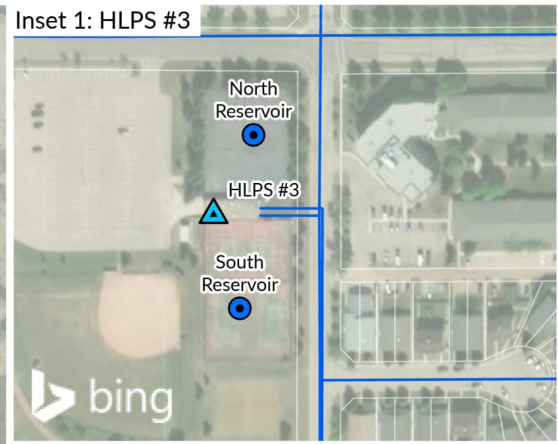 Inset 1: HLPS #3
North
Reservoir
HLPS #3
South
Reservoir
bing